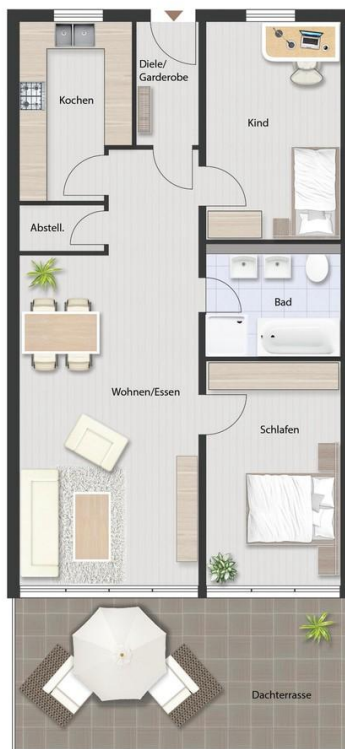 Diele/
Garderobe
Kochen
Kind
Abstell.
Bad
Wohnen/Essen
Schlafen
Dachterrasse